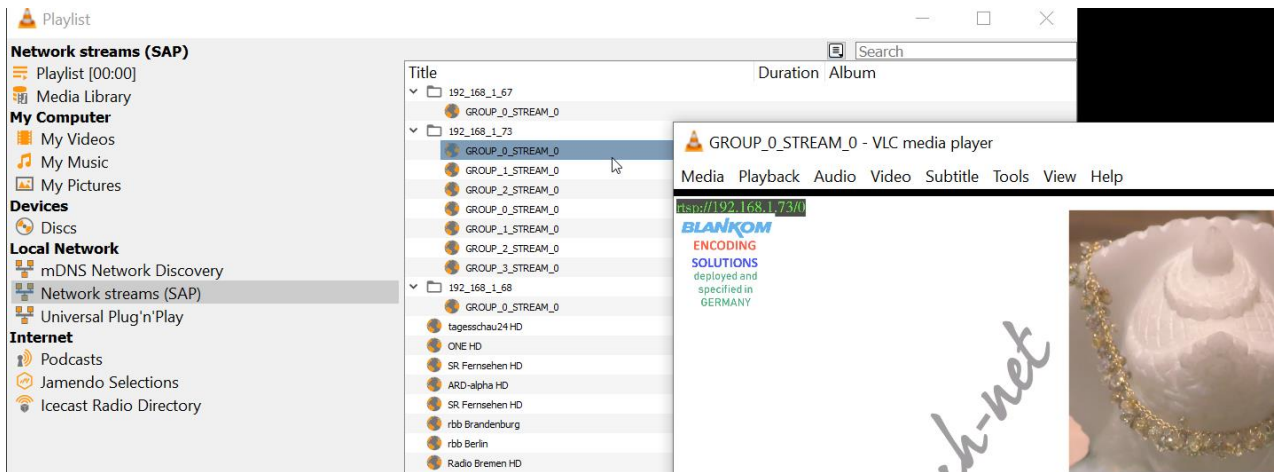 Playlist
Network streams (SAP)
Playlist [00:00]
Media Library
My Computer
My Videos
My Music
My Pictures
Devices
Discs
Local Network
mDNS Network Discovery
Network streams (SAP)
Universal Plug'n'Play
Internet
Podcasts
Jamendo Selections
Icecast Radio Directory
Search
Title Duration Album
192_168_1_67
GROUP_0_STREAM_0
192_168_1_73
GROUP_0_STREAM_0
GROUP_1_STREAM_0
GROUP_2_STREAM_0
GROUP_0_STREAM_0
GROUP_1_STREAM_0
GROUP_2_STREAM_0
GROUP_3_STREAM_0
192_168_1_68
GROUP_0_STREAM_0
tagesschau24 HD
ONE HD
SR Fernsehen HD
ARD-alpha HD
SR Fernsehen HD
rbb Brandenburg
rbb Berlin
Radio Bremen HD
GROUP_0_STREAM_0 - VLC media player
Media Playback Audio Video Subtitle Tools View Help
rtsp://192.168.1.73/0
BLANKOM
ENCODING
SOLUTIONS
deployed and
specified in
GERMANY